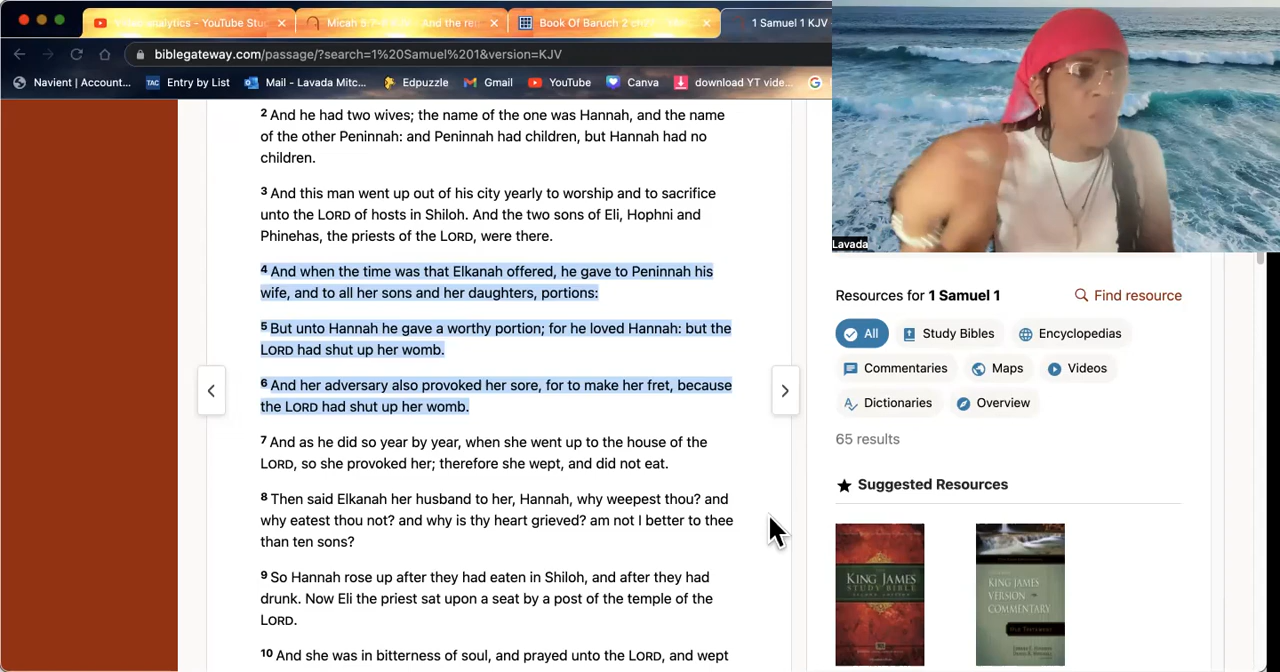 analytics - YouTube Stu
Micah 5:7
And the re
Book Of Baruch 2
1 Samuel 1 KJV
biblegateway.com/passage/?search=1%20Samuel%201&version=KJV
Navient | Account... TAC Entry by List Mail - Lavada Mitc... Edpuzzle Gmail YouTube Canva download YT vide... G
2 And he had two wives; the name of the one was Hannah, and the name
of the other Peninnah: and Peninnah had children, but Hannah had no
children.
3 And this man went up out of his city yearly to worship and to sacrifice
unto the LORD of hosts in Shiloh. And the two sons of Eli, Hophni and
Phinehas, the priests of the LORD, were there.
4 And when the time was that Elkanah offered, he gave to Peninnah his
wife, and to all her sons and her daughters, portions:
5 But unto Hannah he gave a worthy portion; for he loved Hannah: but the
LORD had shut up her womb.
6 And her adversary also provoked her sore, for to make her fret, because
the LORD had shut up her womb.
7 And as he did so year by year, when she went up to the house of the
LORD, so she provoked her; therefore she wept, and did not eat.
8 Then said Elkanah her husband to her, Hannah, why weepest thou? and
why eatest thou not? and why is thy heart grieved? am not I better to thee
than ten sons?
9 So Hannah rose up after they had eaten in Shiloh, and after they had
drunk. Now Eli the priest sat upon a seat by a post of the temple of the
LORD.
10 And she was in bitterness of soul, and prayed unto the LORD, and wept
Lavada
Resources for 1 Samuel 1 Find resource
All Study Bibles Encyclopedias
Commentaries Maps Videos
Dictionaries Overview
65 results
Suggested Resources
KING JAMES
STUDY BIBLE
KING JAMES
VERSION
COMMENTARY